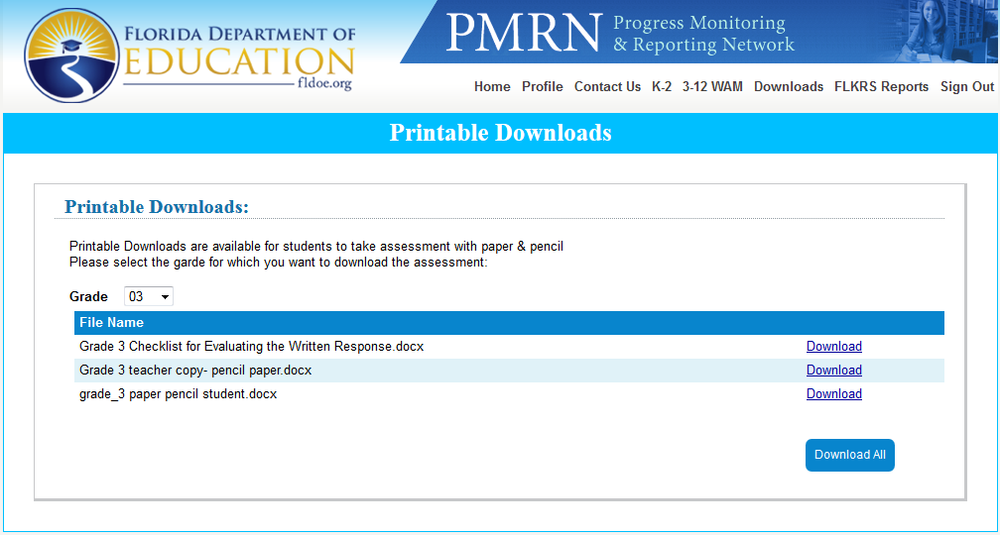 FLORIDA DEPARTMENT OF
EDUCATION
fldoe.org
PMRN Progress Monitoring
& Reporting Network
Home Profile Contact Us K-2 3-12 WAM Downloads FLKRS Reports Sign Out
Printable Downloads
Printable Downloads:
Printable Downloads are available for students to take assessment with paper & pencil
Please select the garde for which you want to download the assessment:
Grade 03
File Name
Grade 3 Checklist for Evaluating the Written Response.docx Download
Grade 3 teacher copy- pencil paper.docx Download
grade_3 paper pencil student.docx Download
Download All